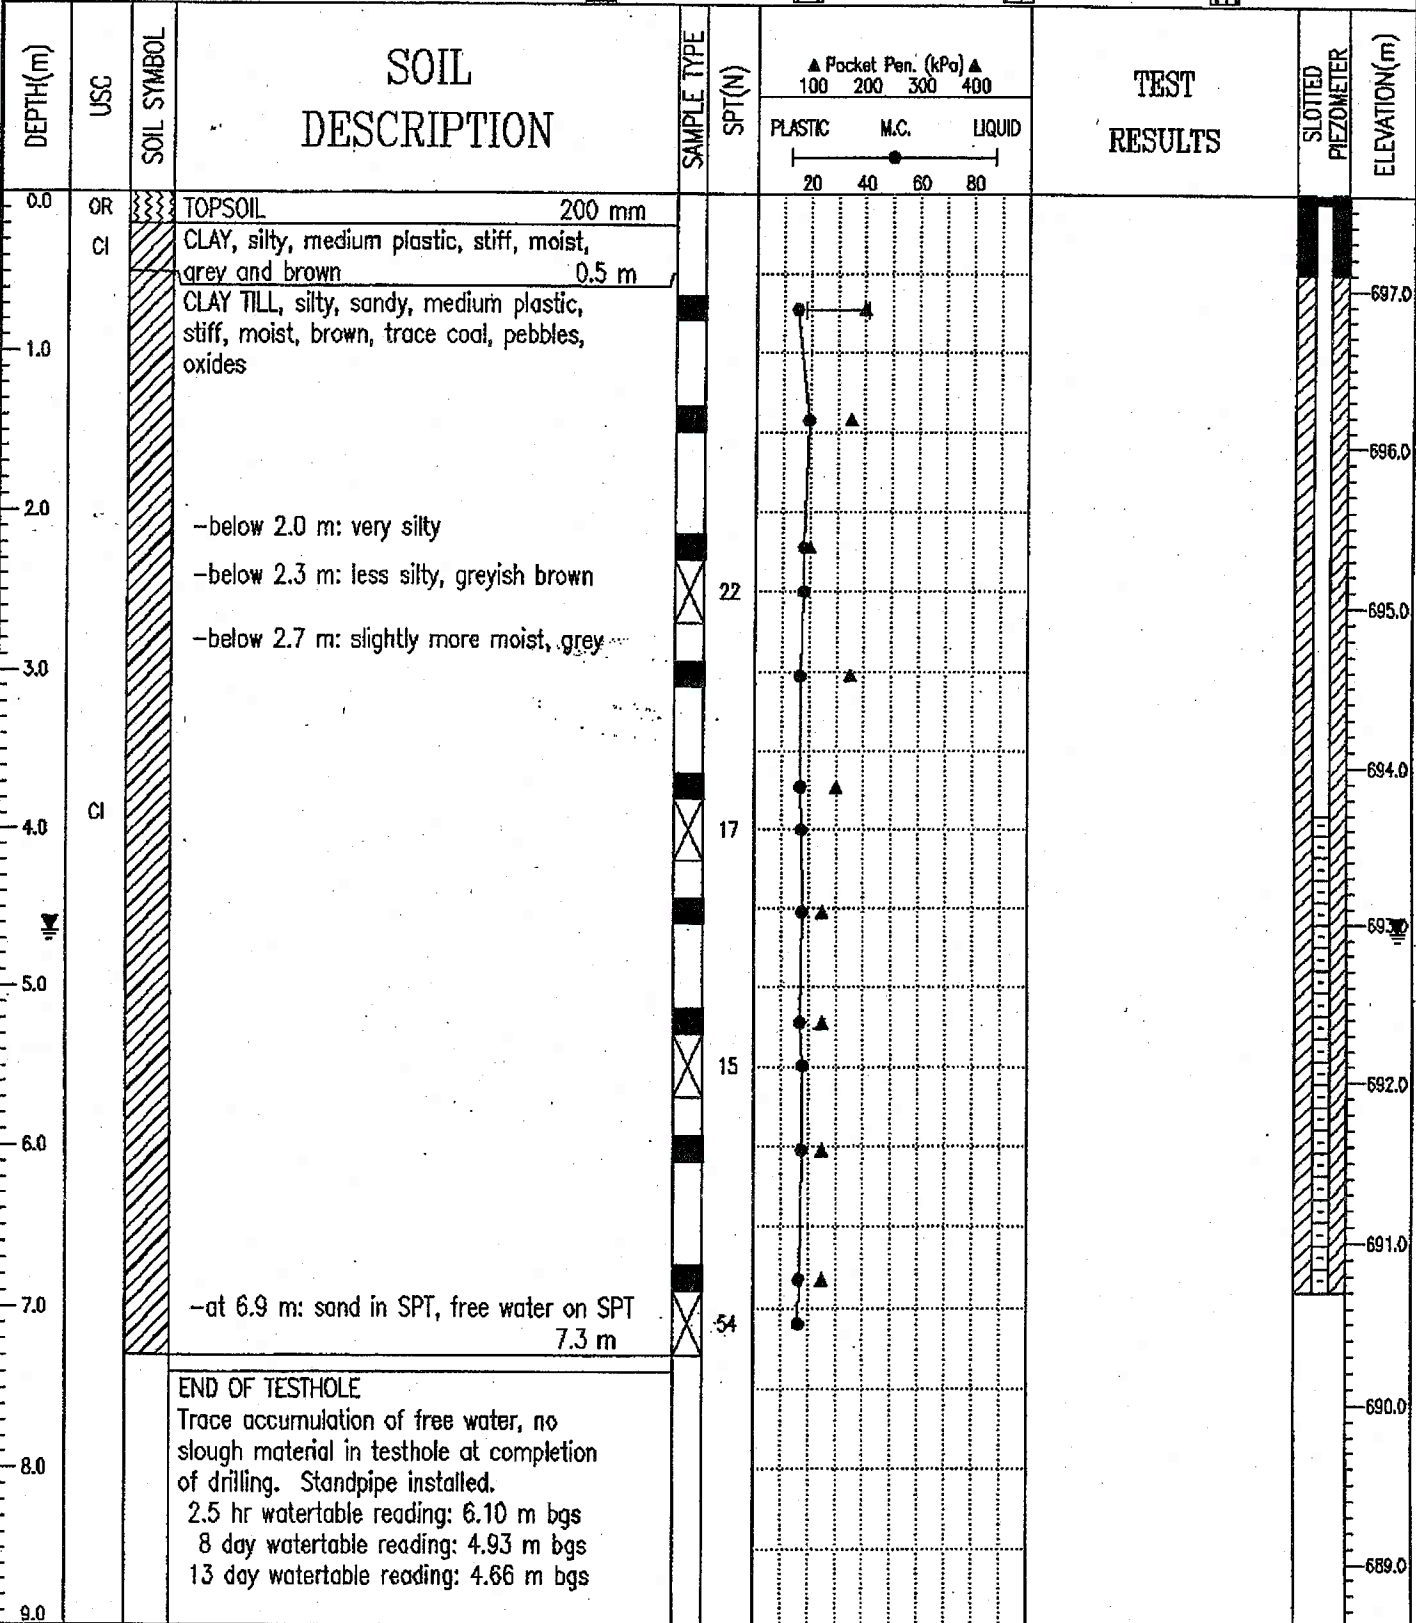 DEPTH(m)
USC
SOIL SYMBOL
SOIL
DESCRIPTION
SAMPLE TYPE
SPT(N)
▲ Pocket Pen. (kPa) ▲
100 200 300 400
PLASTIC M.C. LIQUID
20 40 60 80
TEST
RESULTS
SLOTTED
PIEZOMETER
ELEVATION(m)
0.0
OR
TOPSOIL 200 mm
CI
CLAY, silty, medium plastic, stiff, moist,
grey and brown 0.5 m
CLAY TILL, silty, sandy, medium plastic,
stiff, moist, brown, trace coal, pebbles,
oxides
697.0
1.0
696.0
2.0
-below 2.0 m: very silty
-below 2.3 m: less silty, greyish brown
22
695.0
-below 2.7 m: slightly more moist, grey
3.0
694.0
CI
4.0
17
693.0
5.0
15
692.0
6.0
691.0
7.0
-at 6.9 m: sand in SPT, free water on SPT
7.3 m
54
END OF TESTHOLE
Trace accumulation of free water, no
slough material in testhole at completion
of drilling. Standpipe installed.
2.5 hr watertable reading: 6.10 m bgs
8 day watertable reading: 4.93 m bgs
13 day watertable reading: 4.66 m bgs
690.0
8.0
689.0
9.0